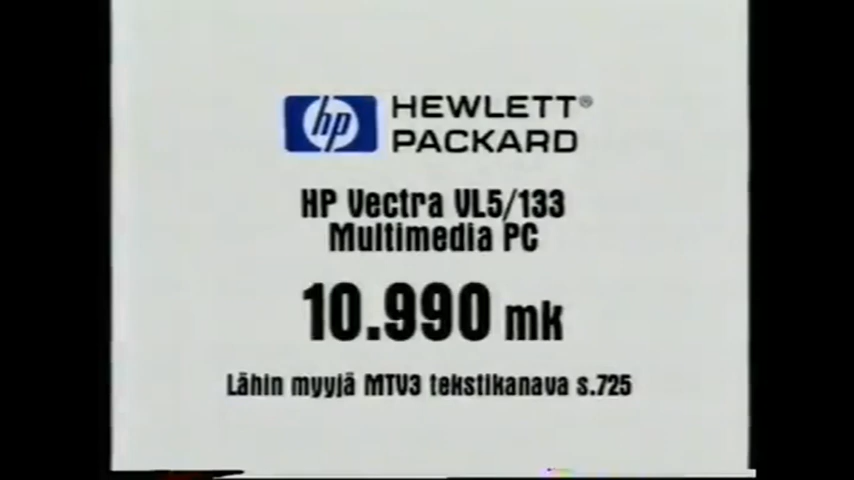 hp HEWLETT®
PACKARD
HP Vectra VL5/133
Multimedia PC
10.990 mk
Lähin myyjä MTV3 tekstikanava s.725